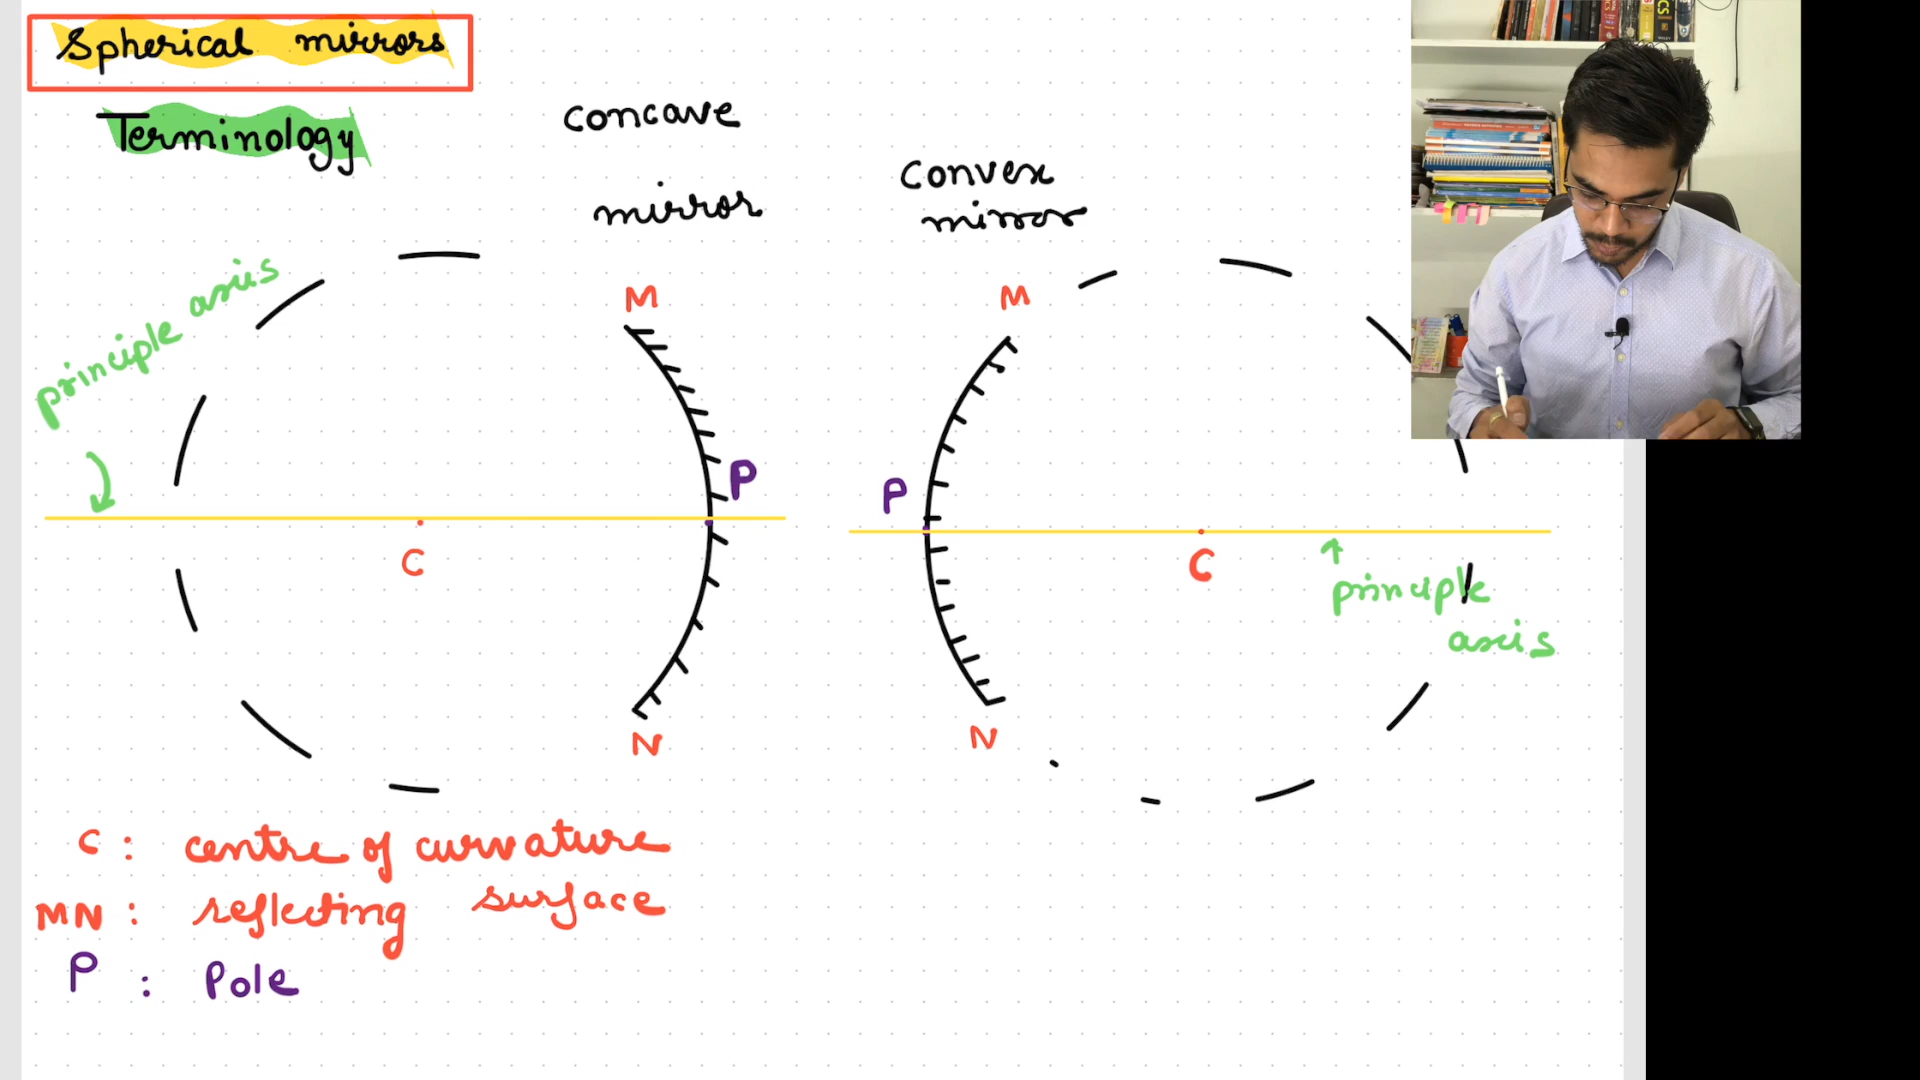 Spherical mirrors
Terminology
concave
mirror
convex
mirror
principle axis
M
M
P
P
C
C
principle
axis
N
N
C : centre of curvature
MN : reflecting surface
P : Pole